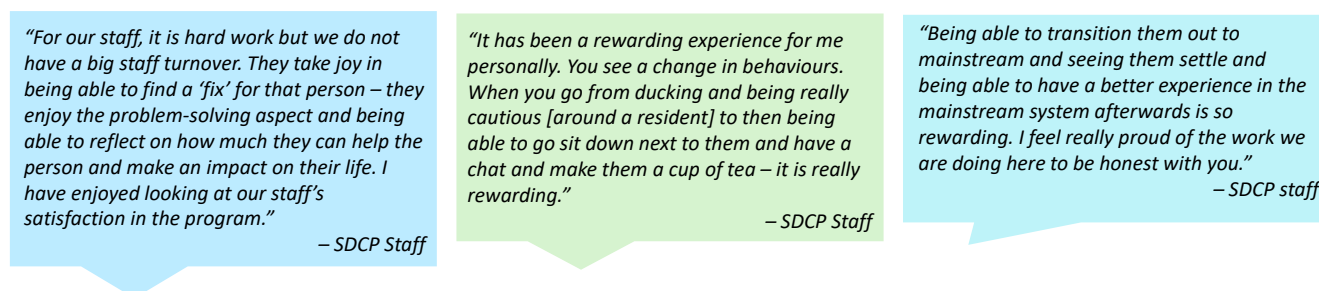 “For our staff, it is hard work but we do not
have a big staff turnover. They take joy in
being able to find a ‘fix’ for that person – they
enjoy the problem-solving aspect and being
able to reflect on how much they can help the
person and make an impact on their life. I
have enjoyed looking at our staff’s
satisfaction in the program.”
– SDCP Staff
“It has been a rewarding experience for me
personally. You see a change in behaviours.
When you go from ducking and being really
cautious [around a resident] to then being
able to go sit down next to them and have a
chat and make them a cup of tea – it is really
rewarding.”
– SDCP Staff
“Being able to transition them out to
mainstream and seeing them settle and
being able to have a better experience in the
mainstream system afterwards is so
rewarding. I feel really proud of the work we
are doing here to be honest with you.”
– SDCP staff